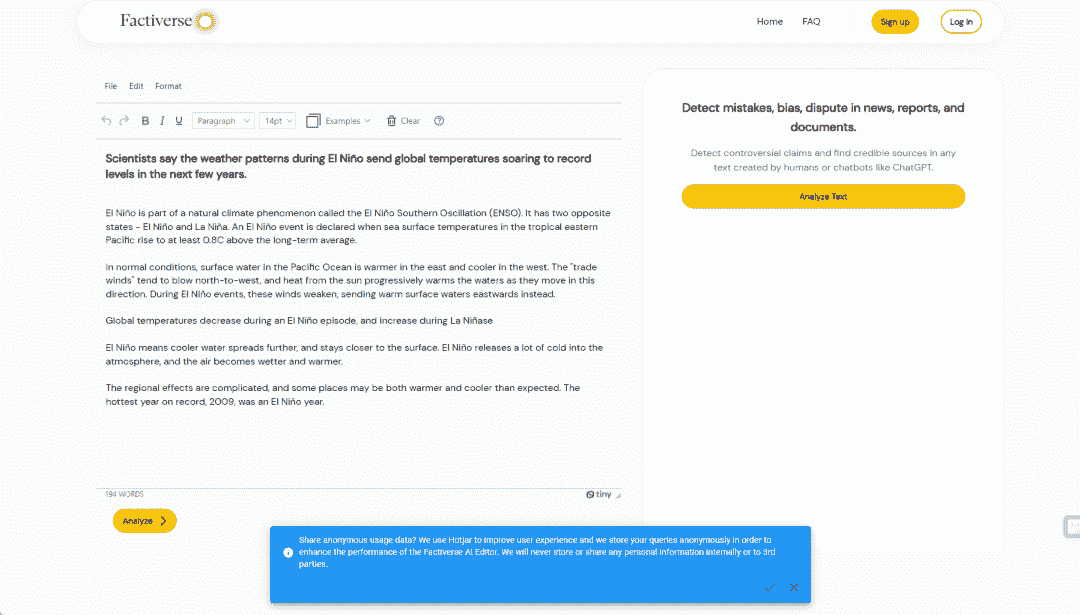 Factiverse
Home
FAQ
Sign up
Log in
File
Edit
Format
B
I
U
Paragraph
14pt
Examples
Clear
Scientists say the weather patterns during El Niño send global temperatures soaring to record
levels in the next few years.
El Niño is part of a natural climate phenomenon called the El Niño Southern Oscillation (ENSO). It has two opposite
states - El Niño and La Niña. An El Niño event is declared when sea surface temperatures in the tropical eastern
Pacific rise to at least 0.8C above the long-term average.
In normal conditions, surface water in the Pacific Ocean is warmer in the east and cooler in the west. The "trade
winds" tend to blow north-to-west, and heat from the sun progressively warms the waters as they move in this
direction. During El Niño events, these winds weaken, sending warm surface waters eastwards instead.
Global temperatures decrease during an El Niño episode, and increase during La Niñase
El Niño means cooler water spreads further, and stays closer to the surface. El Niño releases a lot of cold into the
atmosphere, and the air becomes wetter and warmer.
The regional effects are complicated, and some places may be both warmer and cooler than expected. The
hottest year on record, 2009, was an El Niño year.
194 WORDS
tiny
Analyze
Detect mistakes, bias, dispute in news, reports, and
documents.
Detect controversial claims and find credible sources in any
text created by humans or chatbots like ChatGPT.
Analyze Text
Share anonymous usage data? We use Hotjar to improve user experience and we store your queries anonymously in order to
enhance the performance of the Factiverse AI Editor. We will never store or share any personal information internally or to 3rd
parties.